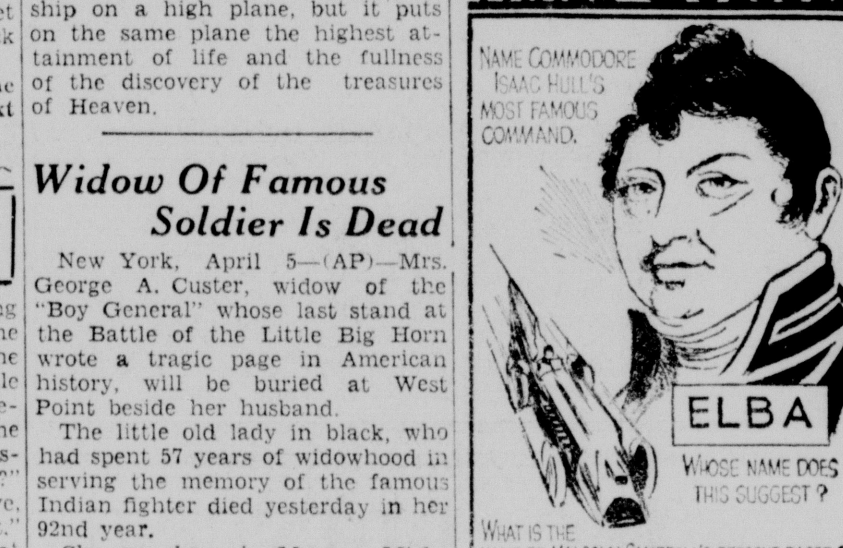 ship on a high plane, but it puts
on the same plane the highest at-
tainment of life and the fullness
of the discovery of the treasures
of Heaven.
Widow Of Famous
Soldier Is Dead
New York, April 5—(AP)—Mrs.
George A. Custer, widow of the
"Boy General" whose last stand at
the Battle of the Little Big Horn
wrote a tragic page in American
history, will be buried at West
Point beside her husband.
The little old lady in black, who
had spent 57 years of widowhood in
serving the memory of the famous
Indian fighter died yesterday in her
92nd year.
NAME COMMODORE
ISAAC HULL'S
MOST FAMOUS
COMMAND.
ELBA
WHOSE NAME DOES
THIS SUGGEST?
WHAT IS THE